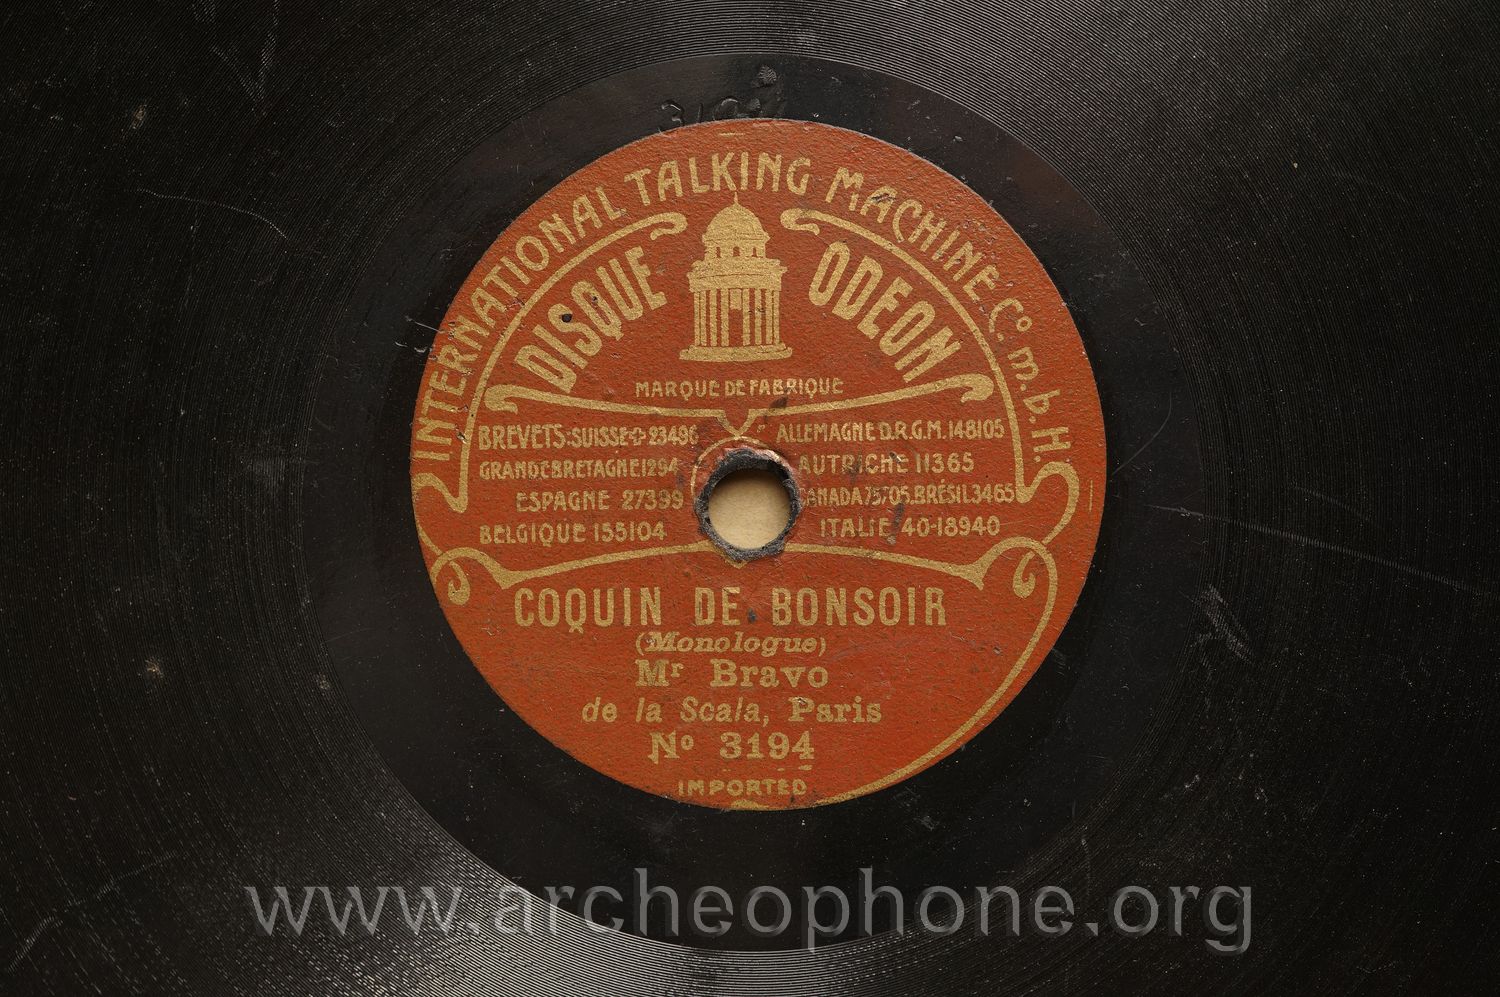 INTERNATIONAL TALKING MACHINE Co. m.b.H.
DISQUE ODEON
MARQUE DE FABRIQUE
BREVETS: SUISSE 23496 ALLEMAGNE D.R.G.M. 148105
GRANDE BRETAGNE 1294 AUTRICHE 11365
ESPAGNE 27399 CANADA 75705. BRÉSIL 3465
BELGIQUE 155104 ITALIE 40-18940
COQUIN DE BONSOIR
(Monologue)
Mr Bravo
de la Scala, Paris
No 3194
IMPORTED
www.archeophone.org